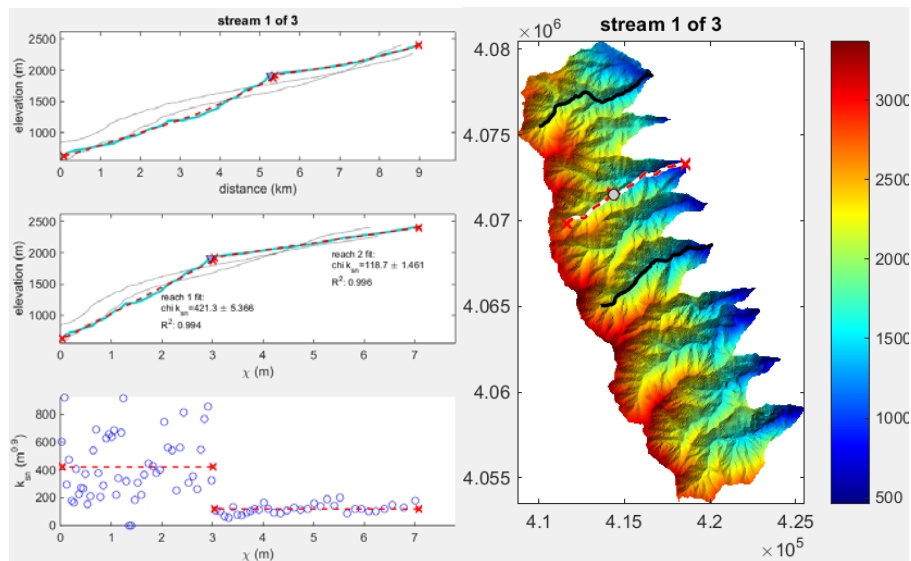 stream 1 of 3
2500
2000
1500
1000
elevation (m)
0 1 2 3 4 5 6 7 8 9
distance (km)
2500
2000
1500
1000
elevation (m)
reach 2 fit:
chi k_sn=118.7 ± 1.461
R²: 0.996
reach 1 fit:
chi k_sn=421.3 ± 5.366
R²: 0.994
0 1 2 3 4 5 6 7
χ (m)
800
600
400
200
0
k_sn (m^0.9)
0 1 2 3 4 5 6 7
χ (m)
stream 1 of 3
× 10⁶
4.08
4.075
4.07
4.065
4.06
4.055
4.1 4.15 4.2 4.25
× 10⁵
3000
2500
2000
1500
1000
500